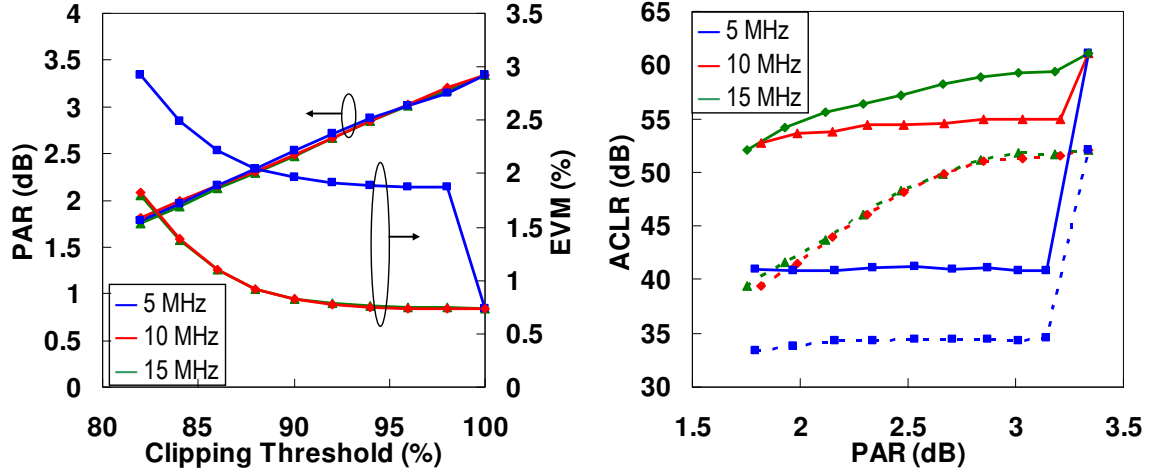 4
3.5
3
2.5
2
1.5
1
0.5
0
PAR (dB)
3.5
3
2.5
2
1.5
1
0.5
0
EVM (%)
5 MHz
10 MHz
15 MHz
80 85 90 95 100
Clipping Threshold (%)
65
60
55
50
45
40
35
30
ACLR (dB)
5 MHz
10 MHz
15 MHz
1.5 2 2.5 3 3.5
PAR (dB)